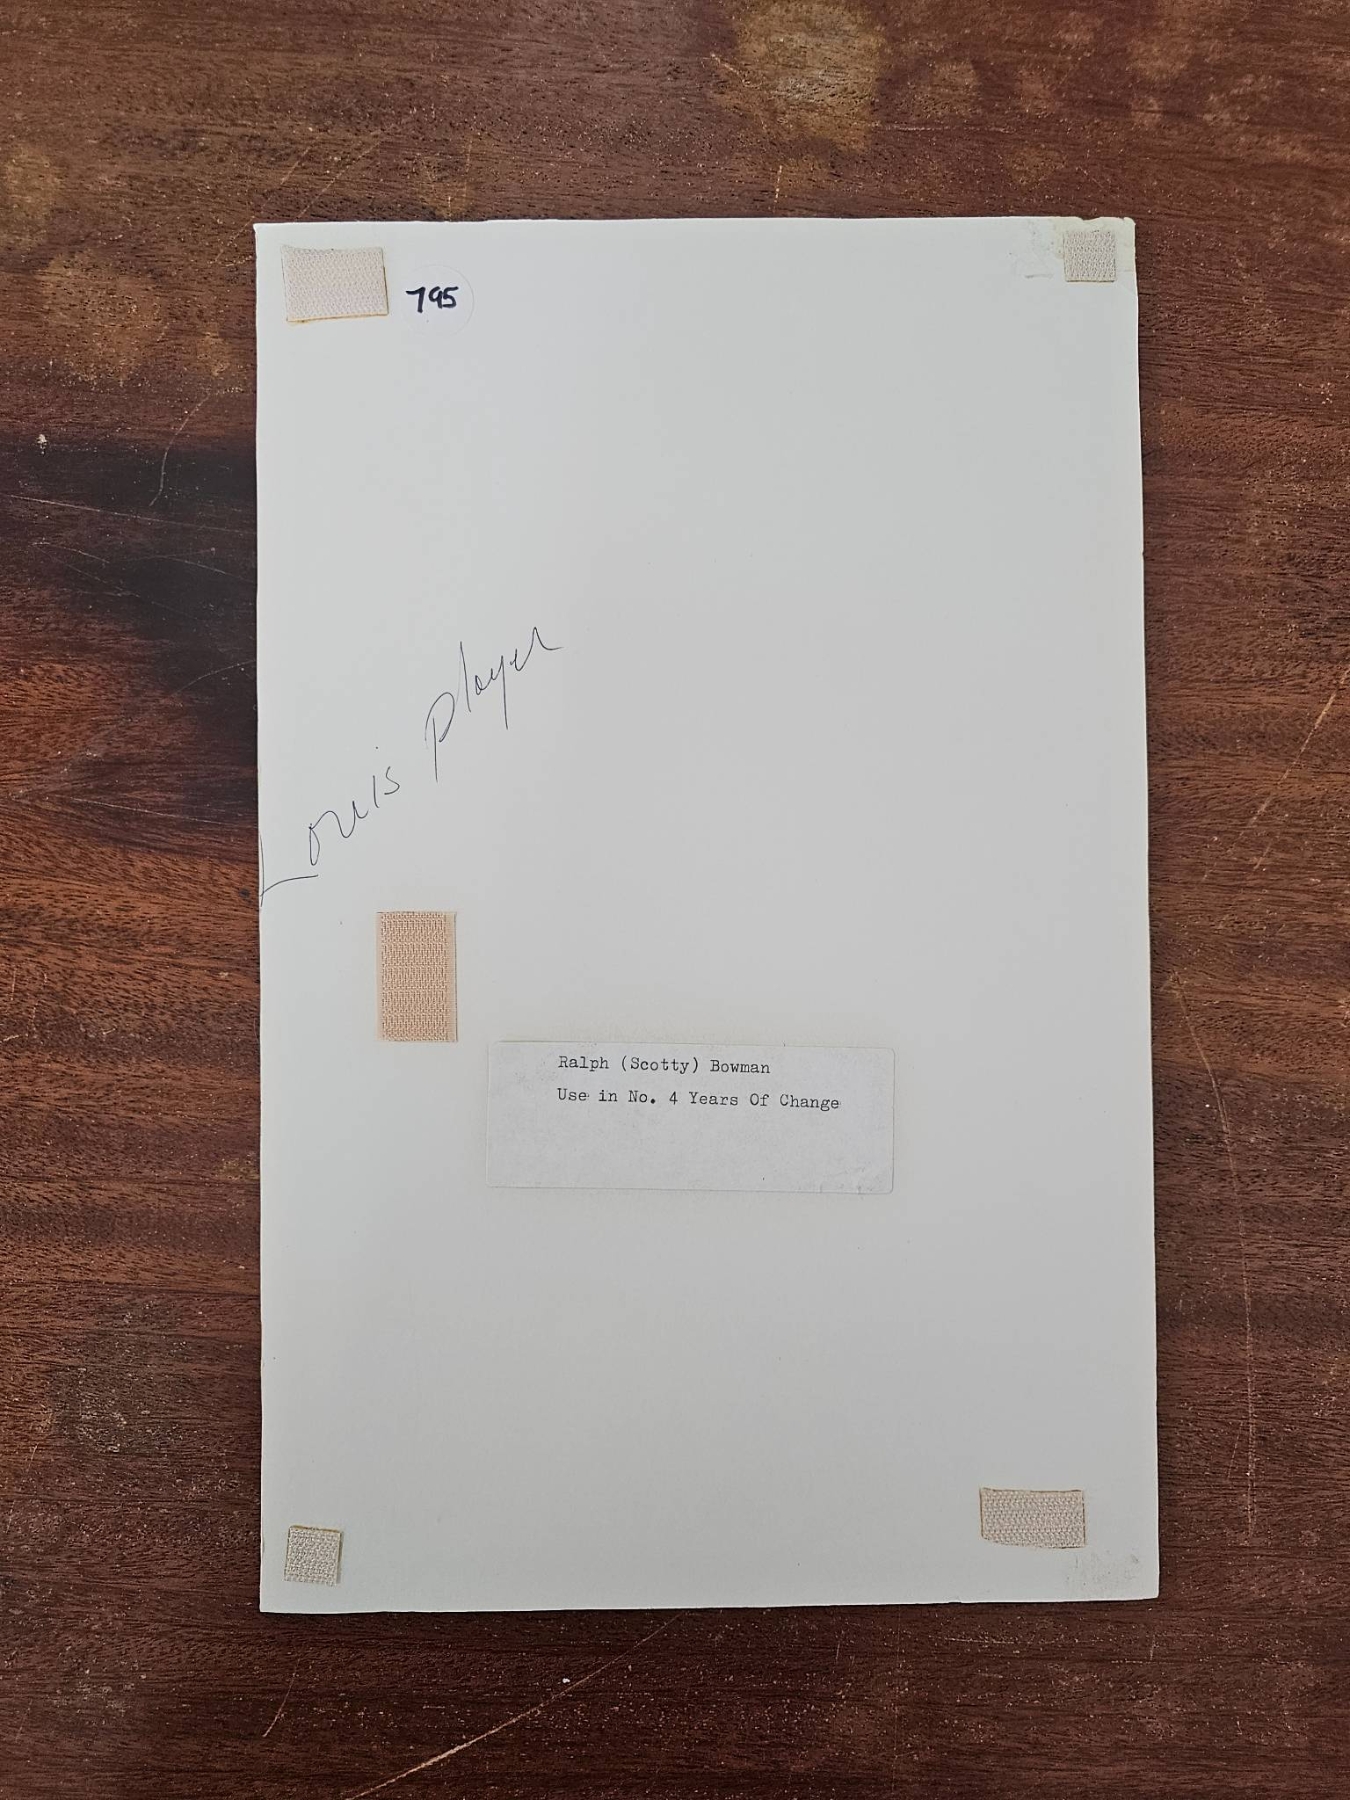 795
Louis player
Ralph (Scotty) Bowman
Use in No. 4 Years Of Change